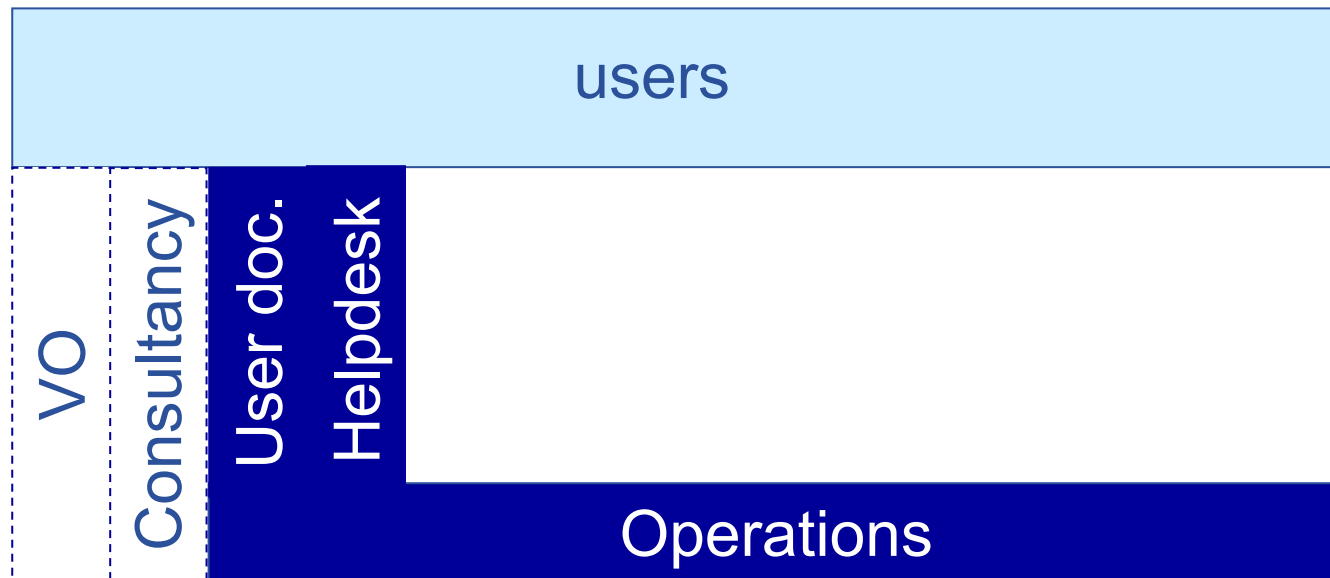 users
VO
Consultancy
User doc.
Helpdesk
Operations